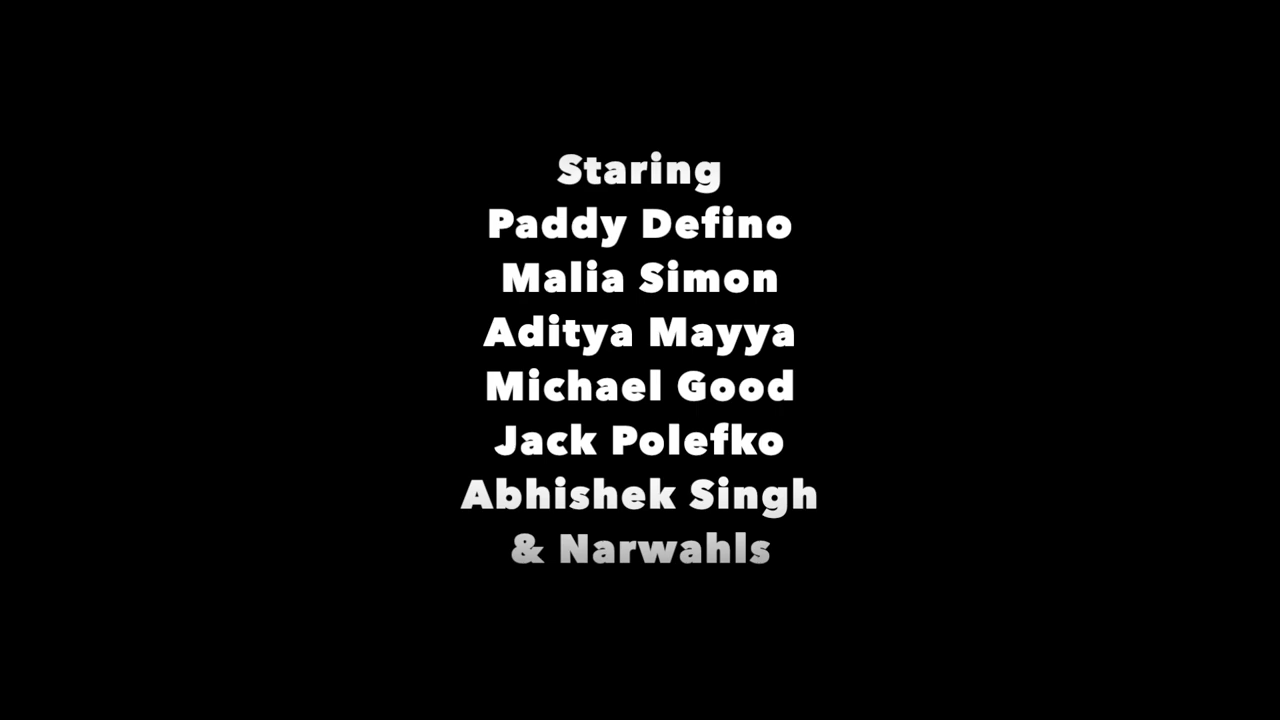 Staring
Paddy Defino
Malia Simon
Aditya Mayya
Michael Good
Jack Polefko
Abhishek Singh
& Narwahls